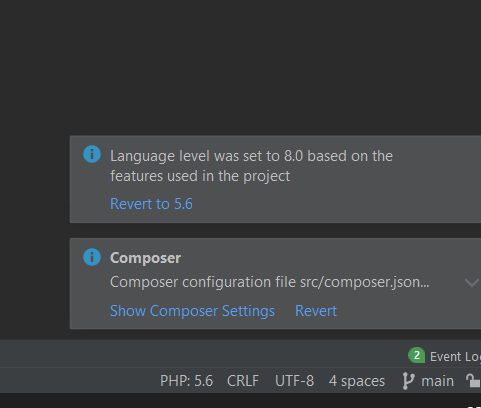 Language level was set to 8.0 based on the
features used in the project
Revert to 5.6
Composer
Composer configuration file src/composer.json...
Show Composer Settings Revert
2 Event Lo
PHP: 5.6 CRLF UTF-8 4 spaces main